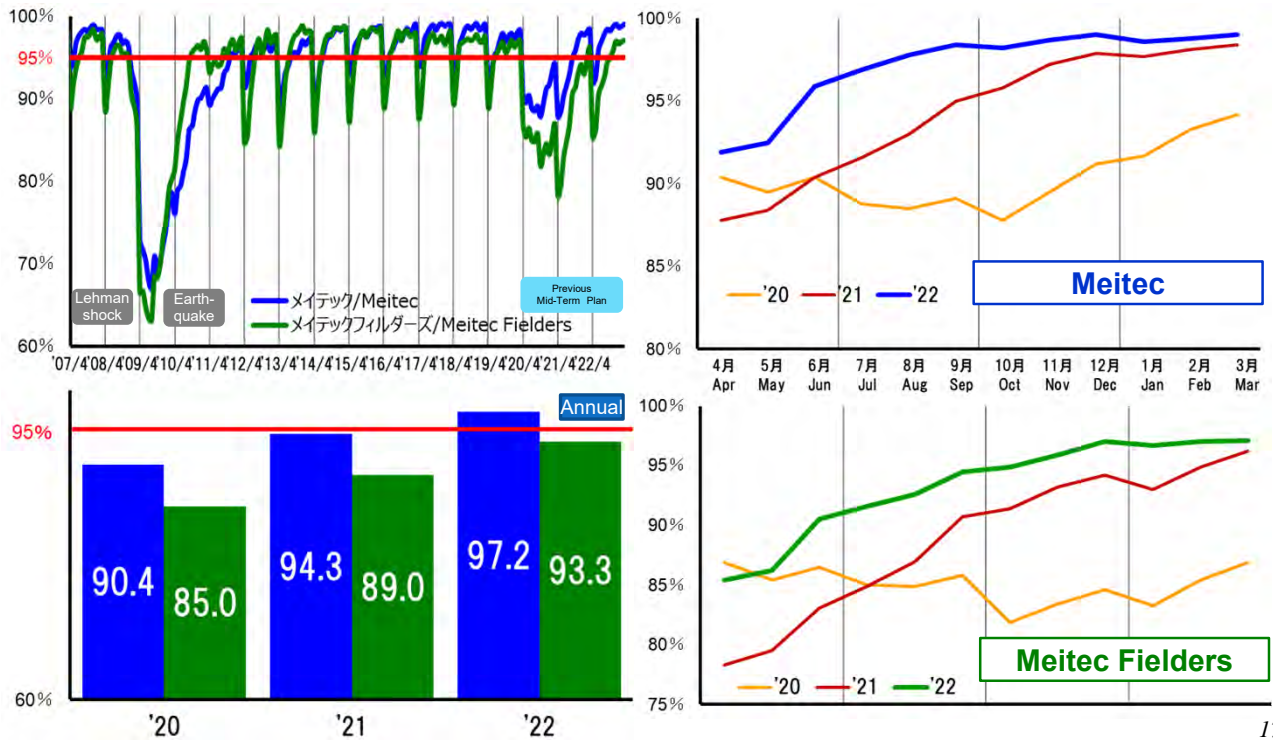 100%
95%
90%
80%
70%
60%
Lehman
shock
Earth-
quake
Previous
Mid-Term Plan
メイテック/Meitec
メイテックフィルダーズ/Meitec Fielders
'07/4'08/4'09/4'10/4'11/4'12/4'13/4'14/4'15/4'16/4'17/4'18/4'19/4'20/4'21/4'22/4
100%
95%
90%
85%
80%
'20 '21 '22
Meitec
4月 5月 6月 7月 8月 9月 10月 11月 12月 1月 2月 3月
Apr May Jun Jul Aug Sep Oct Nov Dec Jan Feb Mar
Annual
95%
60%
90.4 85.0 94.3 89.0 97.2 93.3
'20 '21 '22
100%
95%
90%
85%
80%
75%
'20 '21 '22
Meitec Fielders